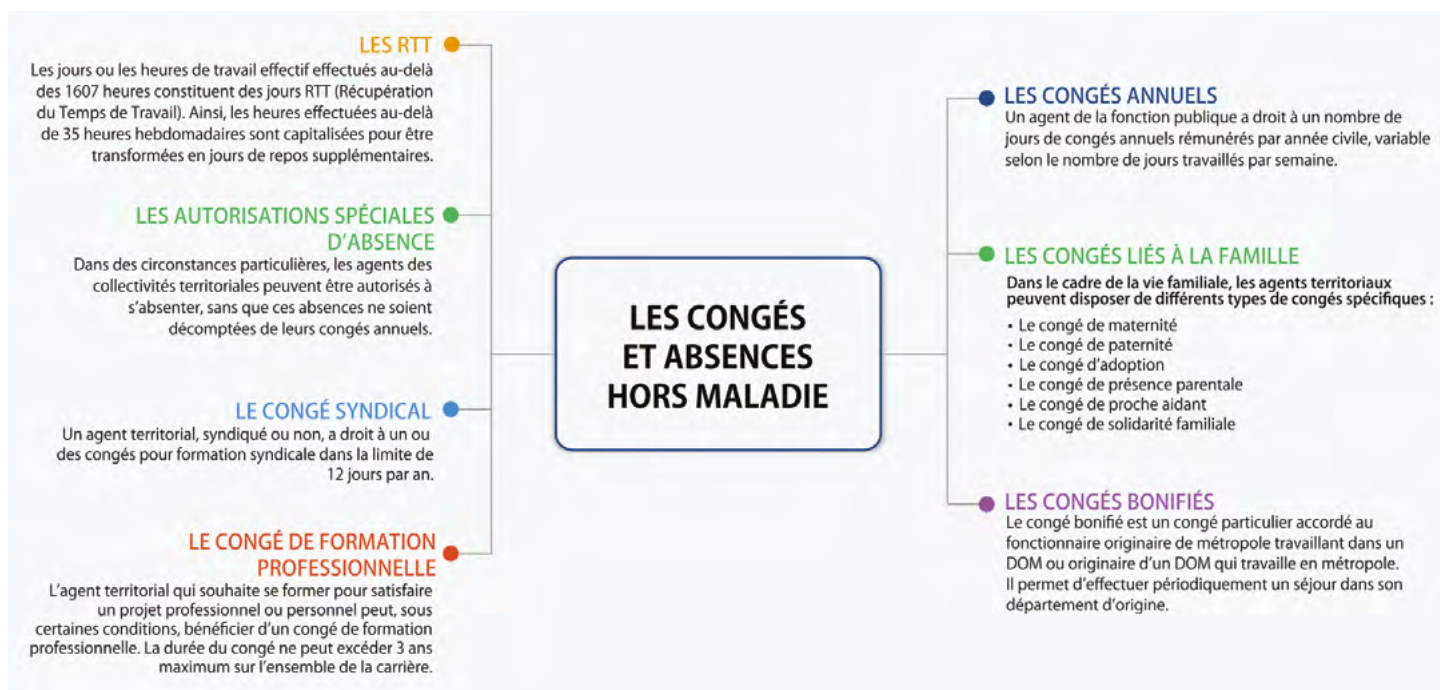 LES RTT
Les jours ou les heures de travail effectif effectués au-delà
des 1607 heures constituent des jours RTT (Récupération
du Temps de Travail). Ainsi, les heures effectuées au-delà
de 35 heures hebdomadaires sont capitalisées pour être
transformées en jours de repos supplémentaires.
LES AUTORISATIONS SPÉCIALES
D'ABSENCE
Dans des circonstances particulières, les agents des
collectivités territoriales peuvent être autorisés à
s'absenter, sans que ces absences ne soient
décomptées de leurs congés annuels.
LE CONGÉ SYNDICAL
Un agent territorial, syndiqué ou non, a droit à un ou
des congés pour formation syndicale dans la limite de
12 jours par an.
LE CONGÉ DE FORMATION
PROFESSIONNELLE
L'agent territorial qui souhaite se former pour satisfaire
un projet professionnel ou personnel peut, sous
certaines conditions, bénéficier d'un congé de formation
professionnelle. La durée du congé ne peut excéder 3 ans
maximum sur l'ensemble de la carrière.
LES CONGÉS
ET ABSENCES
HORS MALADIE
LES CONGÉS ANNUELS
Un agent de la fonction publique a droit à un nombre de
jours de congés annuels rémunérés par année civile, variable
selon le nombre de jours travaillés par semaine.
LES CONGÉS LIÉS À LA FAMILLE
Dans le cadre de la vie familiale, les agents territoriaux
peuvent disposer de différents types de congés spécifiques :
• Le congé de maternité
• Le congé de paternité
• Le congé d'adoption
• Le congé de présence parentale
• Le congé de proche aidant
• Le congé de solidarité familiale
LES CONGÉS BONIFIÉS
Le congé bonifié est un congé particulier accordé au
fonctionnaire originaire de métropole travaillant dans un
DOM ou originaire d'un DOM qui travaille en métropole.
Il permet d'effectuer périodiquement un séjour dans son
département d'origine.